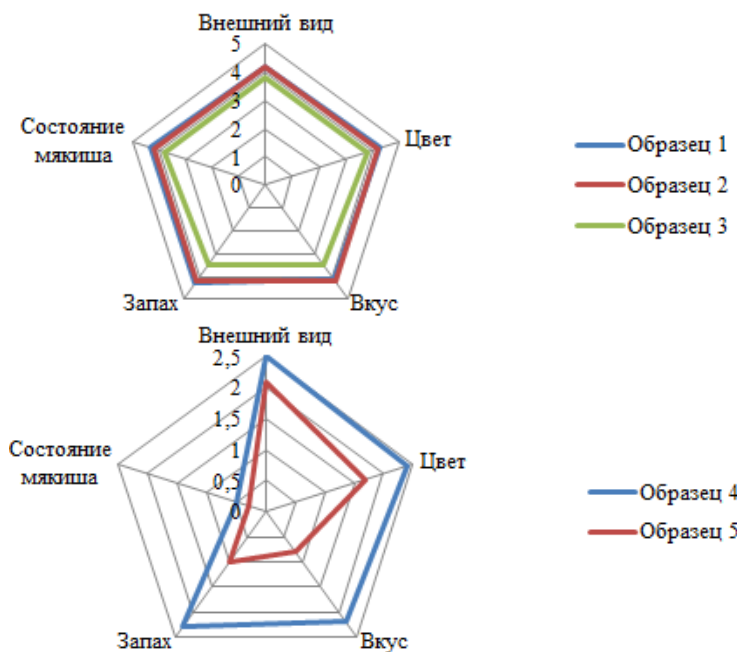 Внешний вид
5
4
3
2
1
0
Состояние
мякиша
Цвет
Запах
Вкус
Образец 1
Образец 2
Образец 3
Внешний вид
2,5
2
1,5
1
0,5
0
Состояние
мякиша
Цвет
Запах
Вкус
Образец 4
Образец 5